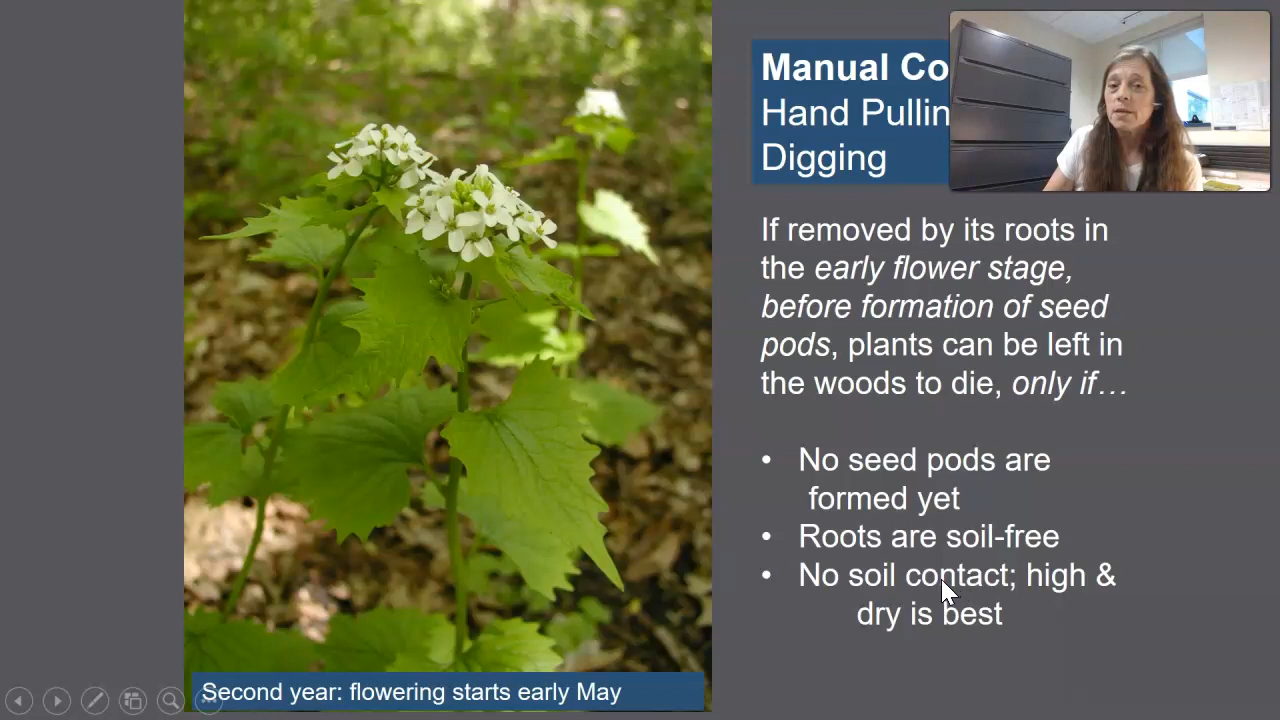 Manual Co
Hand Pullin
Digging
If removed by its roots in
the early flower stage,
before formation of seed
pods, plants can be left in
the woods to die, only if…
• No seed pods are
formed yet
• Roots are soil-free
• No soil contact; high &
dry is best
Second year: flowering starts early May